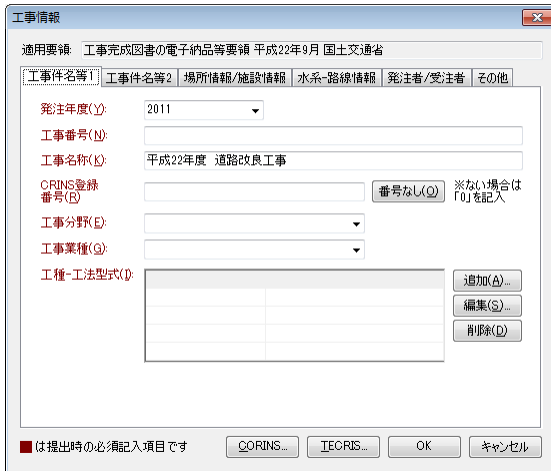 工事情報
適用要領: 工事完成図書の電子納品等要領 平成22年9月 国土交通省
工事件名等1 工事件名等2 場所情報/施設情報 水系-路線情報 発注者/受注者 その他
発注年度(Y): 2011
工事番号(N):
工事名称(K): 平成22年度 道路改良工事
CRINS登録
番号(R) 番号なし(O) ※ない場合は
「0」を記入
工事分野(E):
工事業種(G):
工種-工法型式(I):
追加(A)...
編集(S)...
削除(D)
は提出時の必須記入項目です CORINS... TECRIS... OK キャンセル